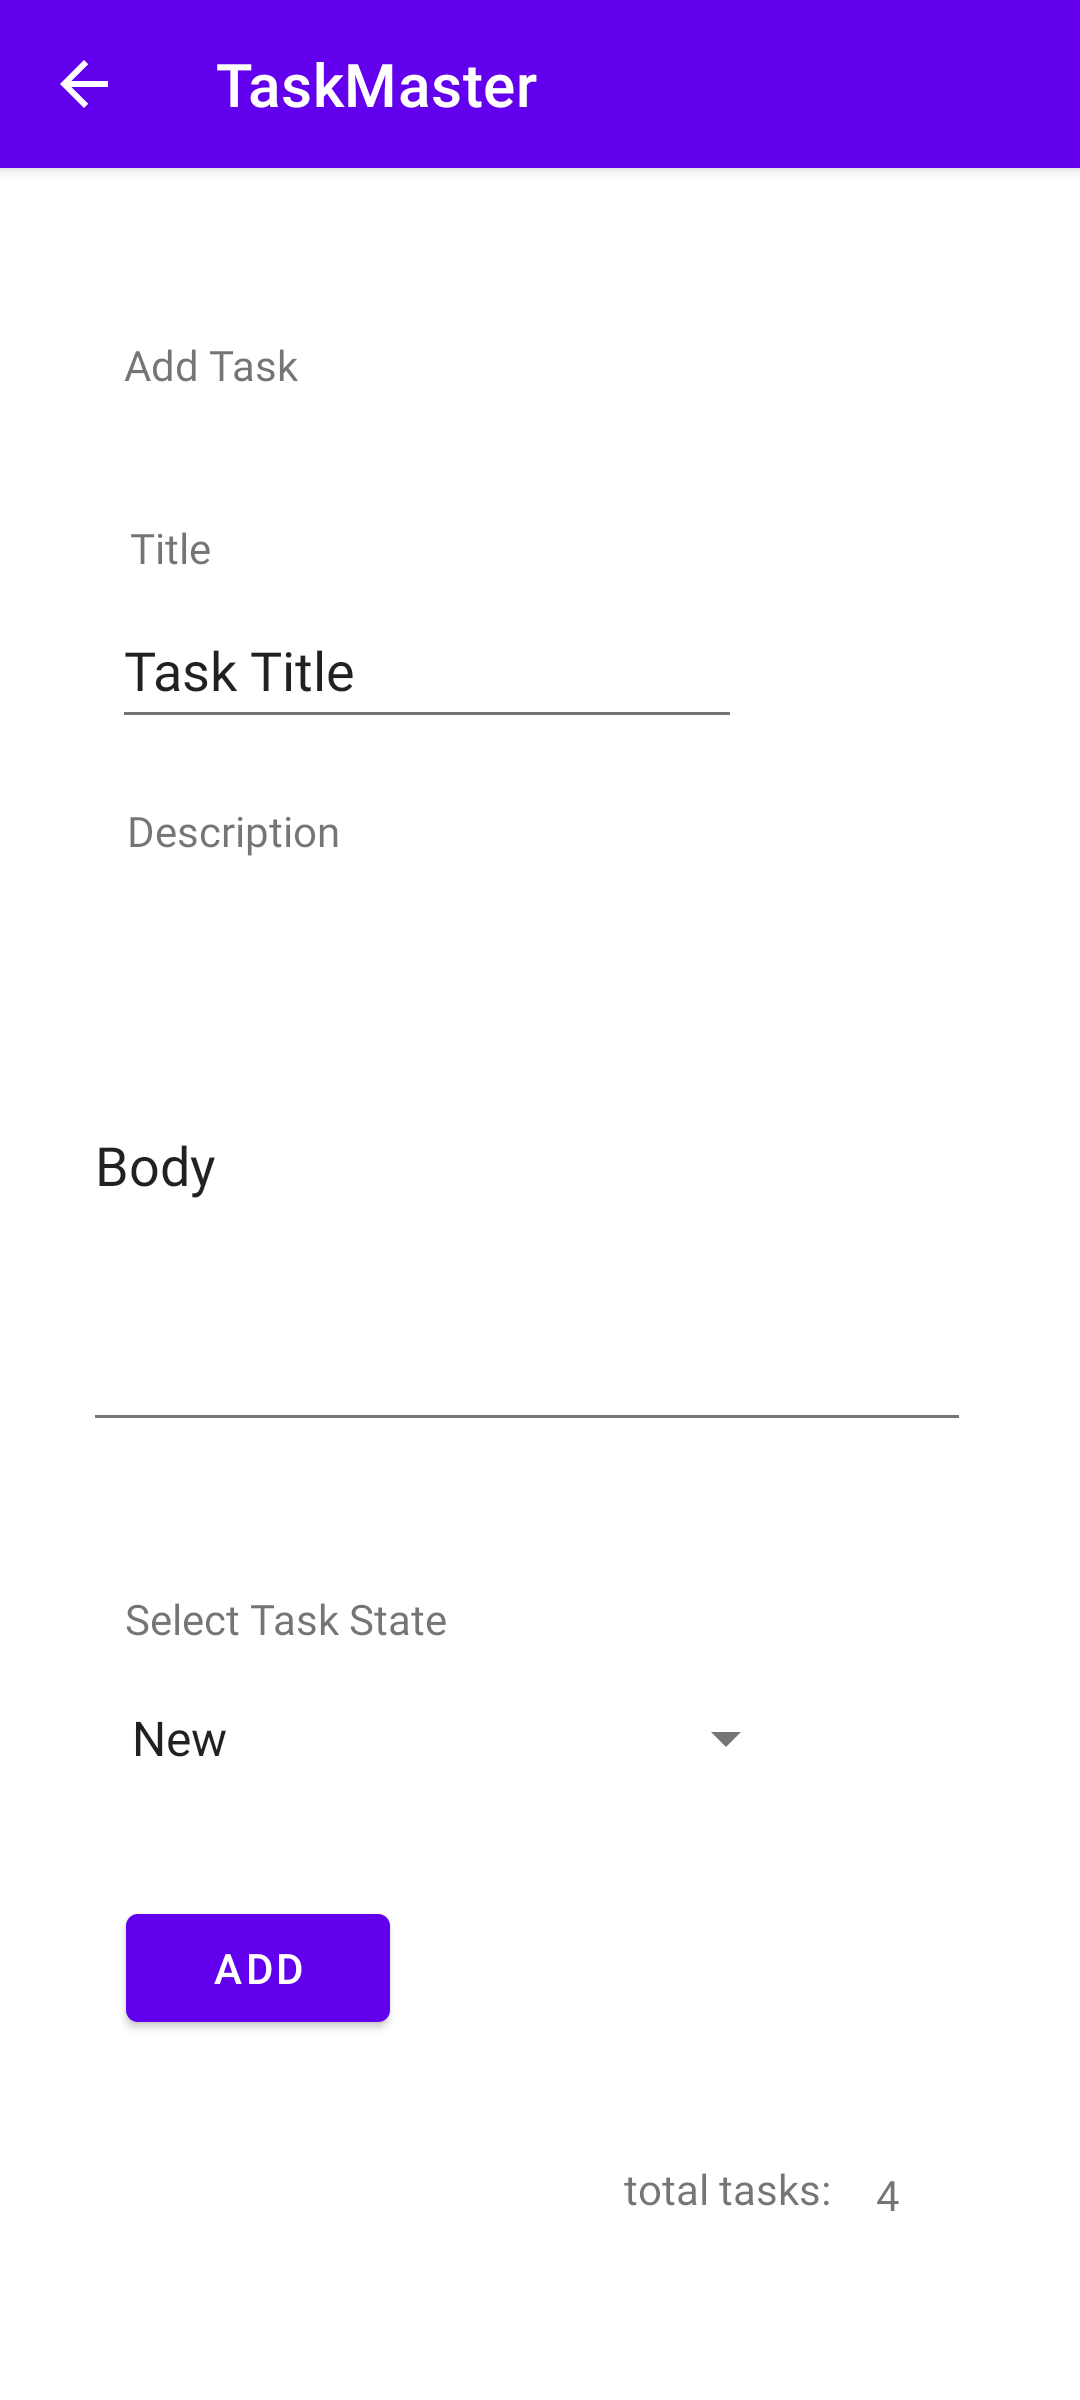 TaskMaster
Add Task
Title
Task Title
Description
Body
Select Task State
New
ADD
total tasks: 4